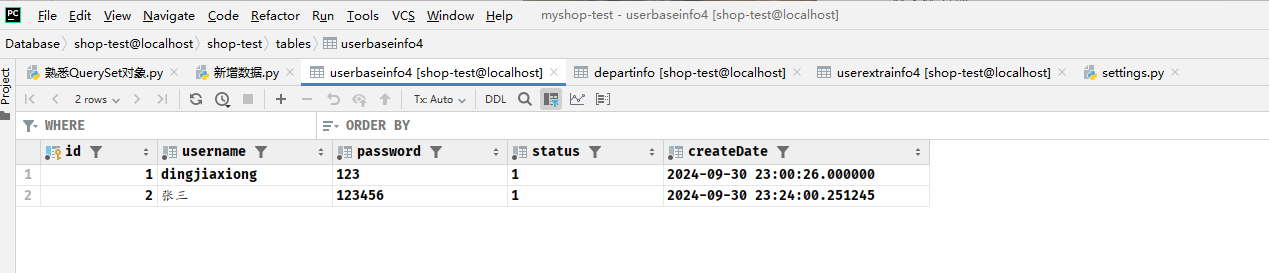 PC File Edit View Navigate Code Refactor Run Tools VCS Window Help myshop-test - userbaseinfo4 [shop-test@localhost]
Database shop-test@localhost shop-test tables userbaseinfo4
Project
熟悉QuerySet对象.py 新增数据.py userbaseinfo4 [shop-test@localhost] departinfo [shop-test@localhost] userextrainfo4 [shop-test@localhost] settings.py
2 rows Tx: Auto DDL
WHERE ORDER BY
id username password status createDate
1 1 dingjiaxiong 123 1 2024-09-30 23:00:26.000000
2 2 张三 123456 1 2024-09-30 23:24:00.251245